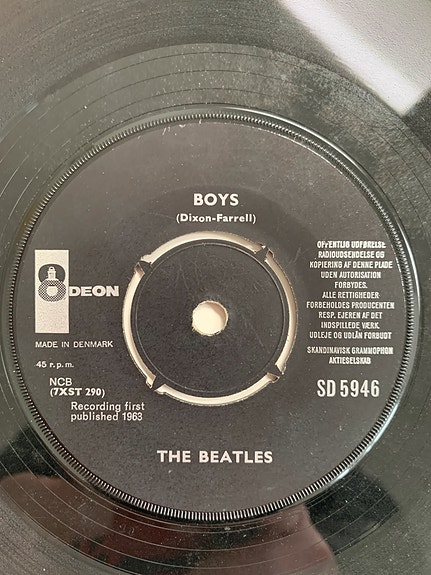 BOYS
(Dixon-Farrell)
ODEON
MADE IN DENMARK
45 r.p.m.
NCB
(7XST 290)
Recording first
published 1963
OFFENTLIG UDFØRELSE
RADIOUDSENDELSE OG
KOPIERING AF DENNE PLADE
UDEN AUTORISATION
FORBYDES.
ALLE RETTIGHEDER
FORBEHOLDES PRODUCENTEN
RESP. EJEREN AF DET
INDSPILLEDE VÆRK.
UDLEJE OG UDLÅN FORBUDT
SKANDINAVISK GRAMMOPHON
AKTIESELSKAB
SD 5946
THE BEATLES